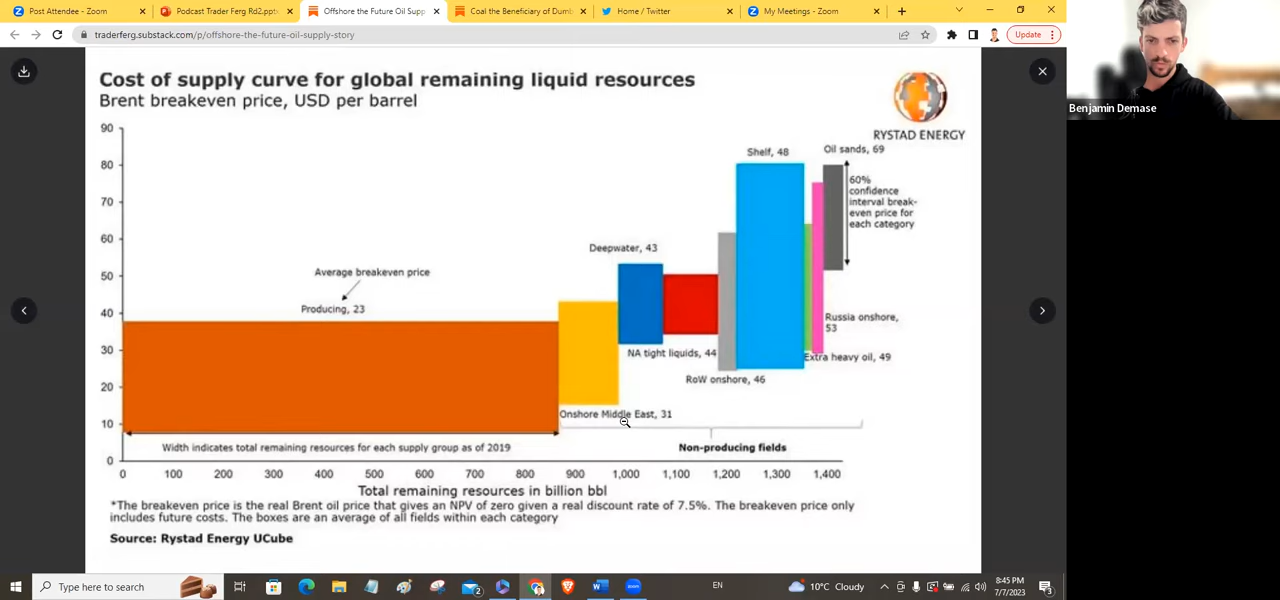 Post Attendee - Zoom
Podcast Trader Ferg Rd2.ppt
Offshore the Future Oil Supp
Coal the Beneficiary of Dumb
Home / Twitter
My Meetings - Zoom
traderferg.substack.com/p/offshore-the-future-oil-supply-story
Update
Benjamin Demase
Cost of supply curve for global remaining liquid resources
Brent breakeven price, USD per barrel
RYSTAD ENERGY
90
80
70
60
50
40
30
20
10
0
Shelf, 48
Oil sands, 69
60%
confidence
interval break-
even price for
each category
Deepwater, 43
Average breakeven price
Producing, 23
Russia onshore,
53
NA tight liquids, 44
Extra heavy oil, 49
RoW onshore, 46
Onshore Middle East, 31
Width indicates total remaining resources for each supply group as of 2019
Non-producing fields
0 100 200 300 400 500 600 700 800 900 1,000 1,100 1,200 1,300 1,400
Total remaining resources in billion bbl
*The breakeven price is the real Brent oil price that gives an NPV of zero given a real discount rate of 7.5%. The breakeven price only
includes future costs. The boxes are an average of all fields within each category
Source: Rystad Energy UCube
Type here to search
EN
10°C Cloudy
8:45 PM
7/7/2023